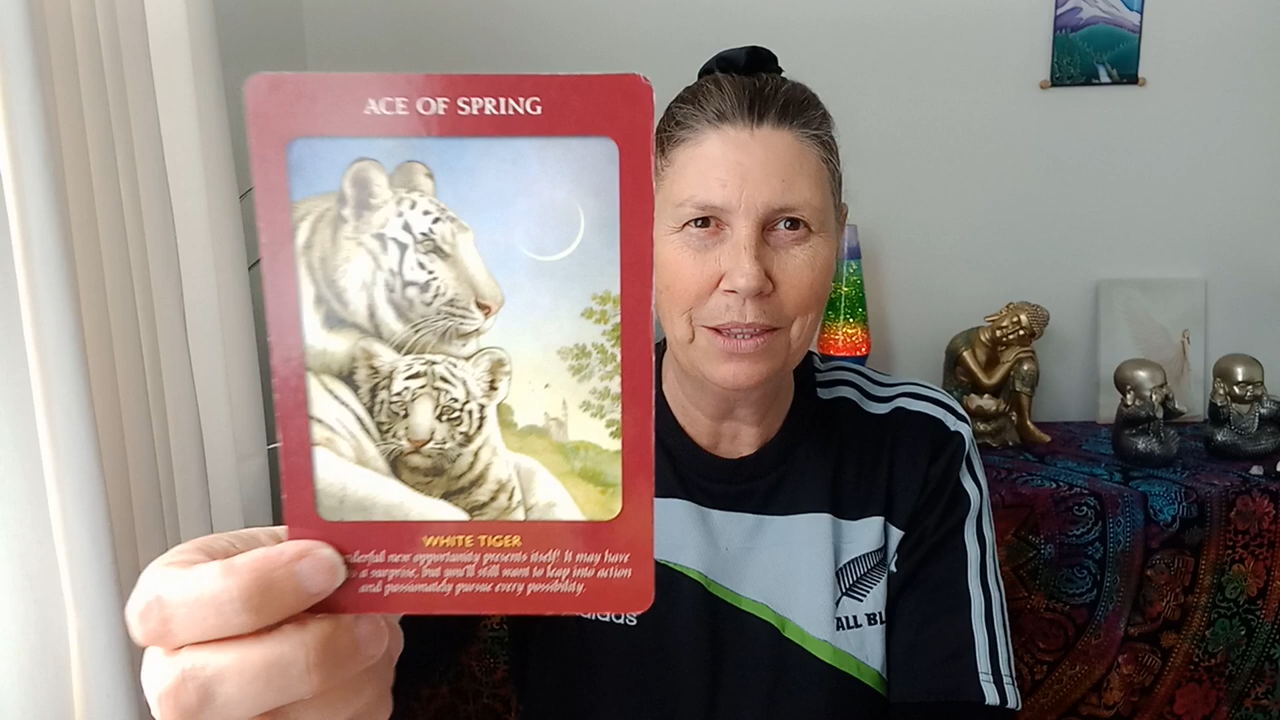 ACE OF SPRING
WHITE TIGER
new opportunity presents itself! It may have
a surprise, but you'll still want to leap into action
and passionately pursue every possibility.
adidas
ALL BL